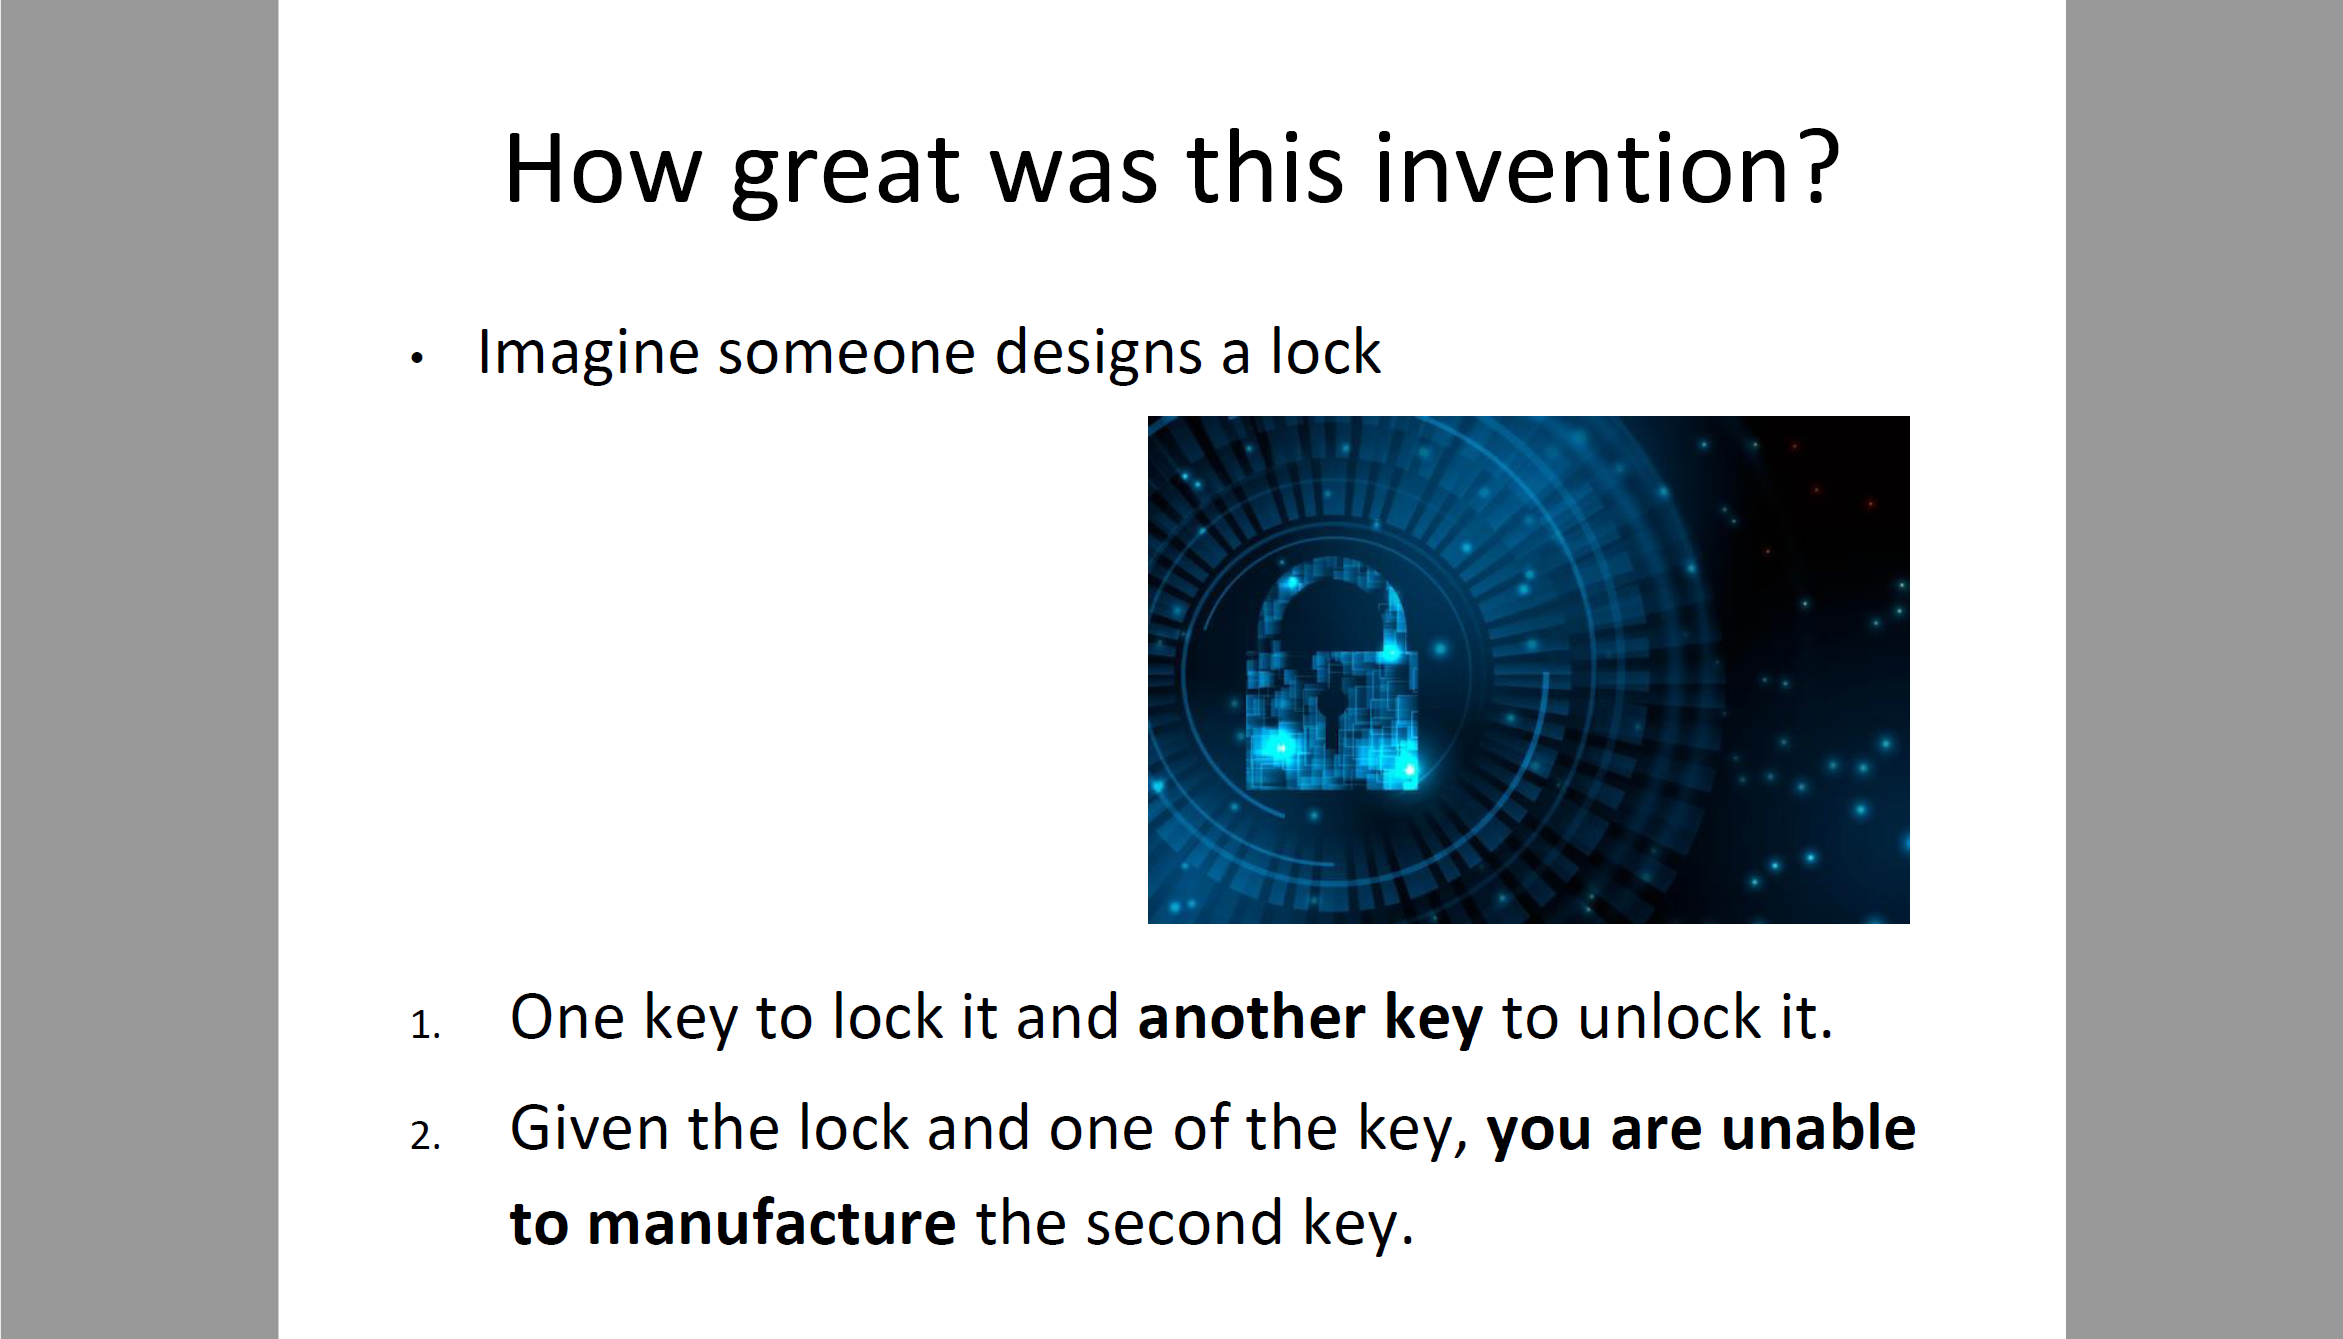 How great was this invention?
• Imagine someone designs a lock
1. One key to lock it and another key to unlock it.
2. Given the lock and one of the key, you are unable
to manufacture the second key.